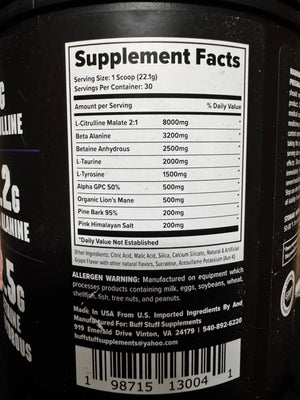 Supplement Facts
Serving Size: 1 Scoop (22.1g)
Servings Per Container: 30
Amount per Serving % Daily Value*
L-Citrulline Malate 2:1 8000mg *
Beta Alanine 3200mg *
Betaine Anhydrous 2500mg *
L-Taurine 2000mg *
L-Tyrosine 1500mg *
Alpha GPC 50% 500mg *
Organic Lion's Mane 500mg *
Pine Bark 95% 200mg *
Pink Himalayan Salt 200mg *
*Daily Value Not Established
Other Ingredients: Citric Acid, Malic Acid, Silica, Calcium Silicate, Natural & Artificial
Grape Flavor with other natural flavors, Sucralose, Acesulfame Potassium (Ace-K)
ALLERGEN WARNING: Manufactured on equipment which
processes products containing milk, eggs, soybeans, wheat,
shellfish, fish, tree nuts, and peanuts.
Made In USA From U.S. Imported Ingredients By And
Manufactured For: Buff Stuff Supplements
919 Emerald Drive Vinton, VA 24179 | 540-892-6220
buffstuffsupplements@yahoo.com
1 98715 13004 1